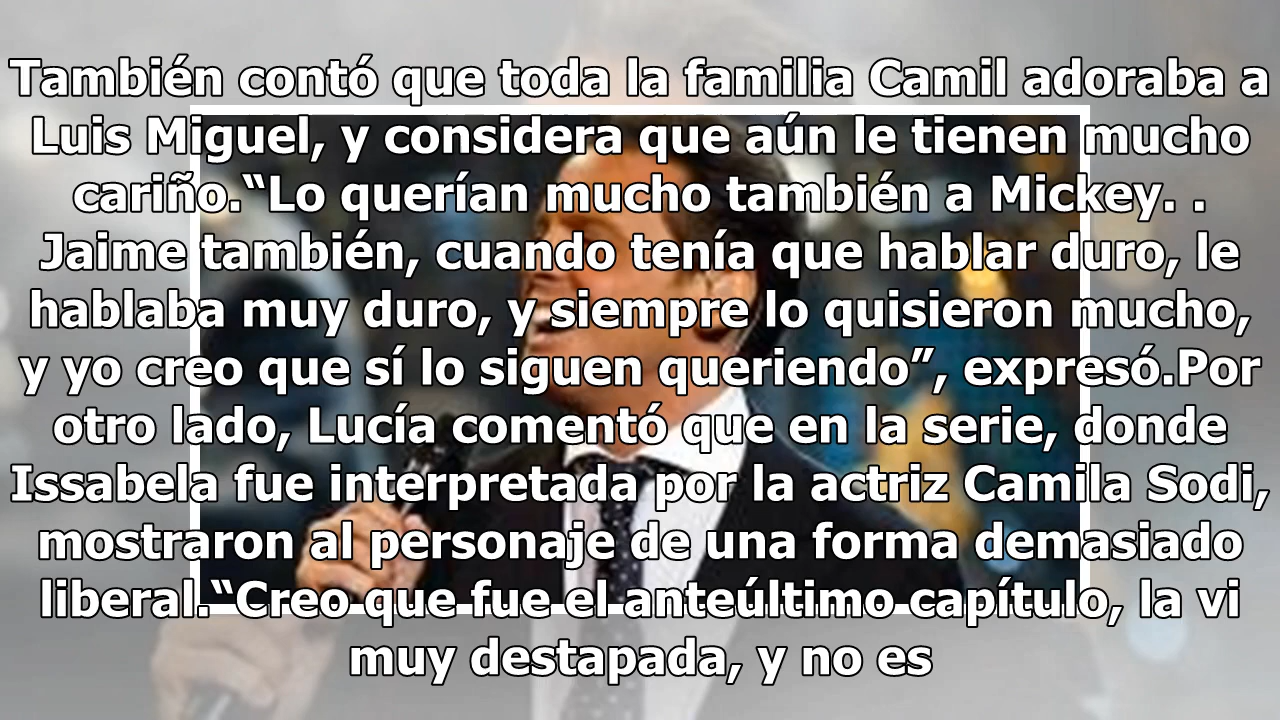 También contó que toda la familia Camil adoraba a
Luis Miguel, y considera que aún le tienen mucho
cariño.“Lo querían mucho también a Mickey. .
Jaime también, cuando tenía que hablar duro, le
hablaba muy duro, y siempre lo quisieron mucho,
y yo creo que sí lo siguen queriendo”, expresó.Por
otro lado, Lucía comentó que en la serie, donde
Issabela fue interpretada por la actriz Camila Sodi,
mostraron al personaje de una forma demasiado
liberal.“Creo que fue el anteúltimo capítulo, la vi
muy destapada, y no es